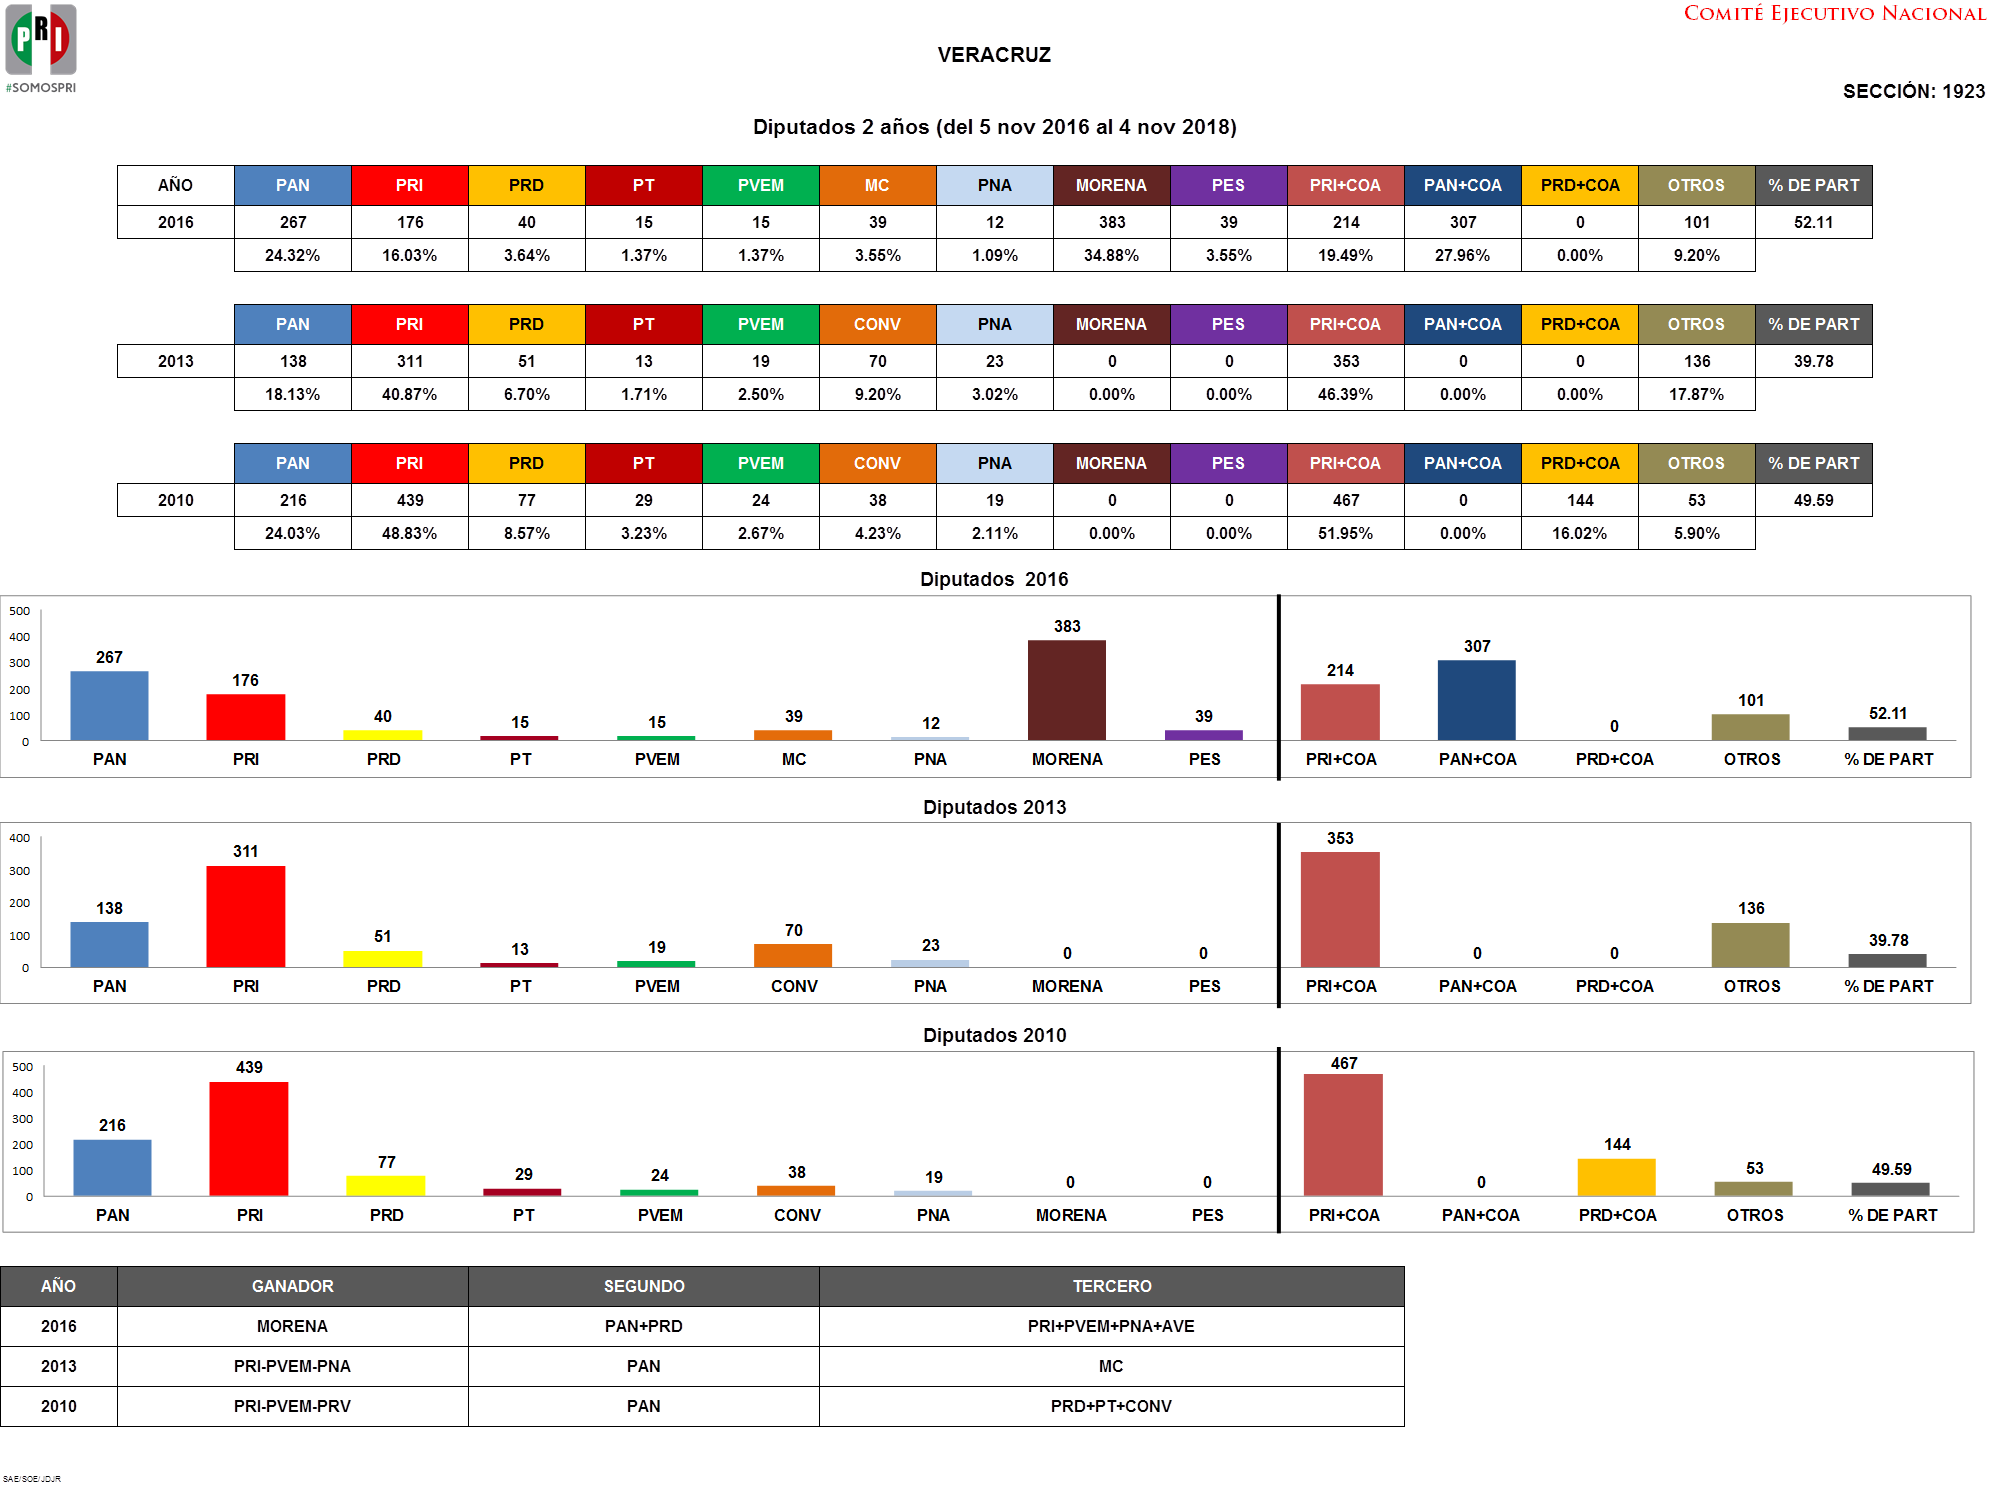 PRI
#SOMOSPRI
COMITÉ EJECUTIVO NACIONAL
VERACRUZ
SECCIÓN: 1923
Diputados 2 años (del 5 nov 2016 al 4 nov 2018)
AÑO PAN PRI PRD PT PVEM MC PNA MORENA PES PRI+COA PAN+COA PRD+COA OTROS % DE PART
2016 267 176 40 15 15 39 12 383 39 214 307 0 101 52.11
24.32% 16.03% 3.64% 1.37% 1.37% 3.55% 1.09% 34.88% 3.55% 19.49% 27.96% 0.00% 9.20%
PAN PRI PRD PT PVEM CONV PNA MORENA PES PRI+COA PAN+COA PRD+COA OTROS % DE PART
2013 138 311 51 13 19 70 23 0 0 353 0 0 136 39.78
18.13% 40.87% 6.70% 1.71% 2.50% 9.20% 3.02% 0.00% 0.00% 46.39% 0.00% 0.00% 17.87%
PAN PRI PRD PT PVEM CONV PNA MORENA PES PRI+COA PAN+COA PRD+COA OTROS % DE PART
2010 216 439 77 29 24 38 19 0 0 467 0 144 53 49.59
24.03% 48.83% 8.57% 3.23% 2.67% 4.23% 2.11% 0.00% 0.00% 51.95% 0.00% 16.02% 5.90%
Diputados 2016
500
400
300
200
100
0
267 176 40 15 15 39 12 383 39 214 307 0 101 52.11
PAN PRI PRD PT PVEM MC PNA MORENA PES PRI+COA PAN+COA PRD+COA OTROS % DE PART
Diputados 2013
400
300
200
100
0
138 311 51 13 19 70 23 0 0 353 0 0 136 39.78
PAN PRI PRD PT PVEM CONV PNA MORENA PES PRI+COA PAN+COA PRD+COA OTROS % DE PART
Diputados 2010
500
400
300
200
100
0
216 439 77 29 24 38 19 0 0 467 0 144 53 49.59
PAN PRI PRD PT PVEM CONV PNA MORENA PES PRI+COA PAN+COA PRD+COA OTROS % DE PART
AÑO GANADOR SEGUNDO TERCERO
2016 MORENA PAN+PRD PRI+PVEM+PNA+AVE
2013 PRI-PVEM-PNA PAN MC
2010 PRI-PVEM-PRV PAN PRD+PT+CONV
SAE/SOE/JDJR